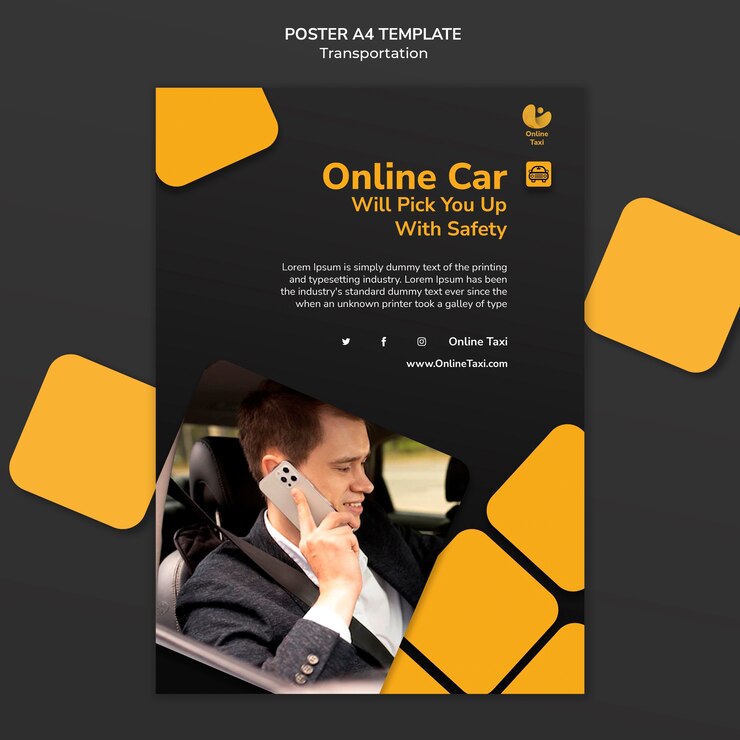 POSTER A4 TEMPLATE
Transportation
Online
Taxi
Online Car
Will Pick You Up
With Safety
Lorem Ipsum is simply dummy text of the printing
and typesetting industry. Lorem Ipsum has been
the industry's standard dummy text ever since the
when an unknown printer took a galley of type
Online Taxi
www.OnlineTaxi.com